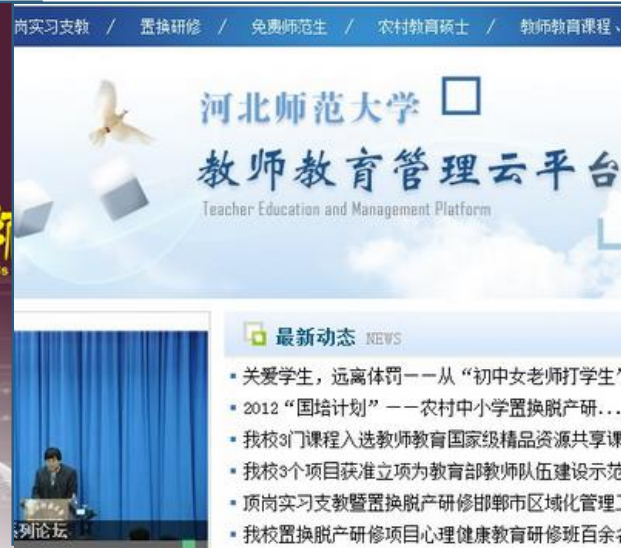 岗实习支教 / 置换研修 / 免费师范生 / 农村教育硕士 / 教师教育课程
河北师范大学
教师教育管理云平台
Teacher Education and Management Platform
最新动态 NEWS
关爱学生，远离体罚——从“初中女老师打学生”
2012“国培计划”——农村中小学置换脱产研...
我校3门课程入选教师教育国家级精品资源共享课
我校3个项目获准立项为教育部教师队伍建设示范
顶岗实习支教暨置换脱产研修邯郸市区域化管理工
系列论坛
我校置换脱产研修项目心理健康教育研修班百余名